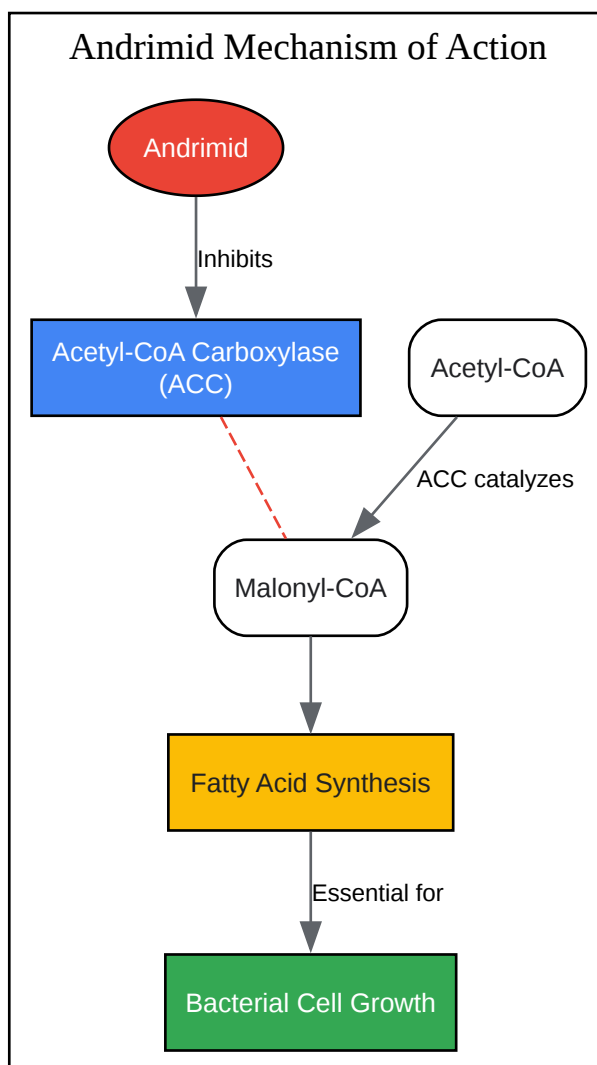 Andrimid Mechanism of Action
Andrimid
Inhibits
Acetyl-CoA Carboxylase
(ACC)
Acetyl-CoA
ACC catalyzes
Malonyl-CoA
Fatty Acid Synthesis
Essential for
Bacterial Cell Growth